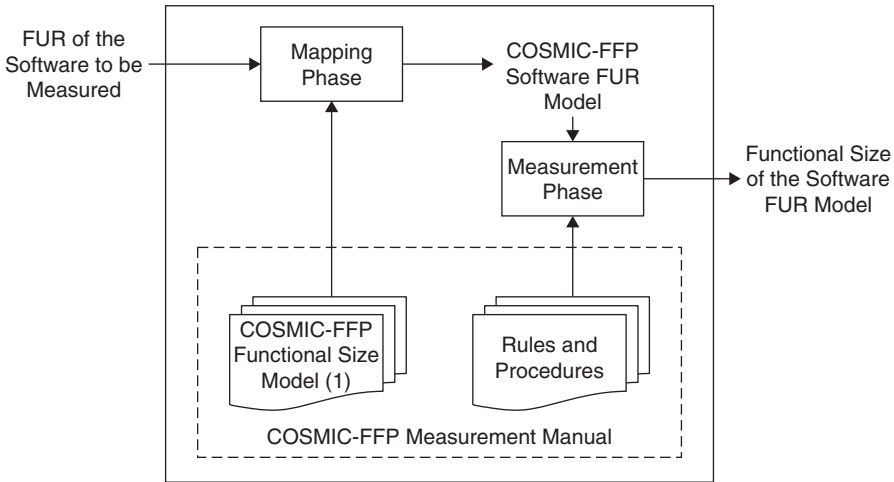 FUR of the
Software to be
Measured
Mapping
Phase
COSMIC-FFP
Software FUR
Model
Measurement
Phase
Functional Size
of the Software
FUR Model
COSMIC-FFP
Functional Size
Model (1)
Rules and
Procedures
COSMIC-FFP Measurement Manual